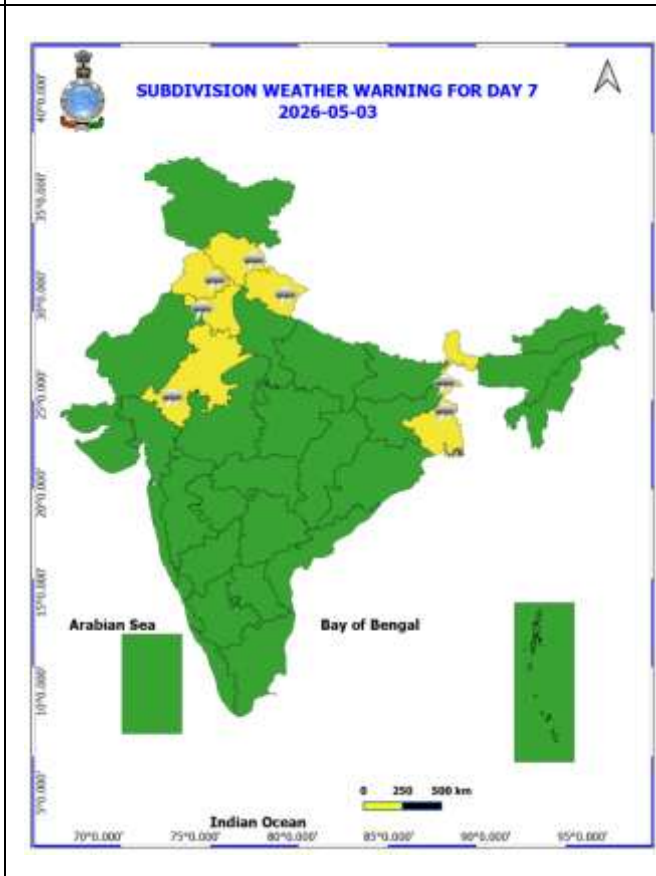 SUBDIVISION WEATHER WARNING FOR DAY 7
2026-05-03
40°0.000'
35°0.000'
30°0.000'
25°0.000'
20°0.000'
15°0.000'
Arabian Sea
Bay of Bengal
10°0.000'
5°0.000'
0 250 500 km
Indian Ocean
70°0.000' 75°0.000' 80°0.000' 85°0.000' 90°0.000' 95°0.000'